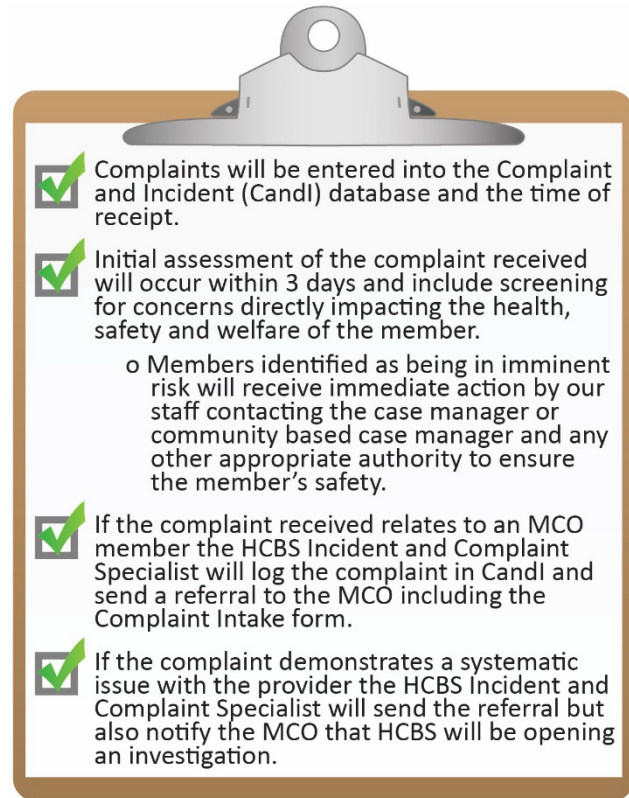 Complaints will be entered into the Complaint
and Incident (CandI) database and the time of
receipt.
Initial assessment of the complaint received
will occur within 3 days and include screening
for concerns directly impacting the health,
safety and welfare of the member.
o Members identified as being in imminent
risk will receive immediate action by our
staff contacting the case manager or
community based case manager and any
other appropriate authority to ensure
the member's safety.
If the complaint received relates to an MCO
member the HCBS Incident and Complaint
Specialist will log the complaint in CandI and
send a referral to the MCO including the
Complaint Intake form.
If the complaint demonstrates a systematic
issue with the provider the HCBS Incident and
Complaint Specialist will send the referral but
also notify the MCO that HCBS will be opening
an investigation.